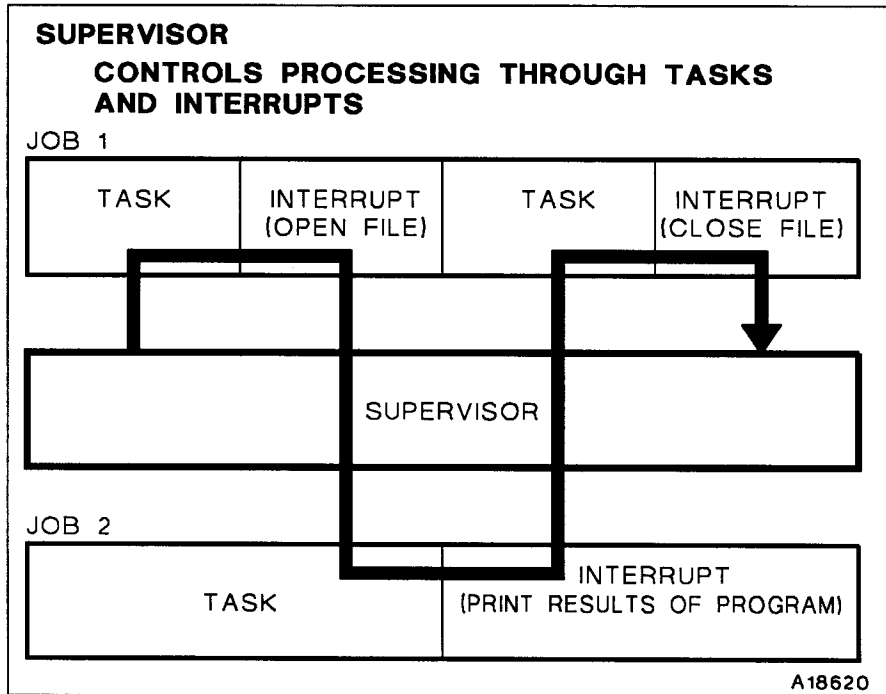 SUPERVISOR
CONTROLS PROCESSING THROUGH TASKS
AND INTERRUPTS
JOB 1
TASK
INTERRUPT
(OPEN FILE)
TASK
INTERRUPT
(CLOSE FILE)
SUPERVISOR
JOB 2
TASK
INTERRUPT
(PRINT RESULTS OF PROGRAM)
A18620